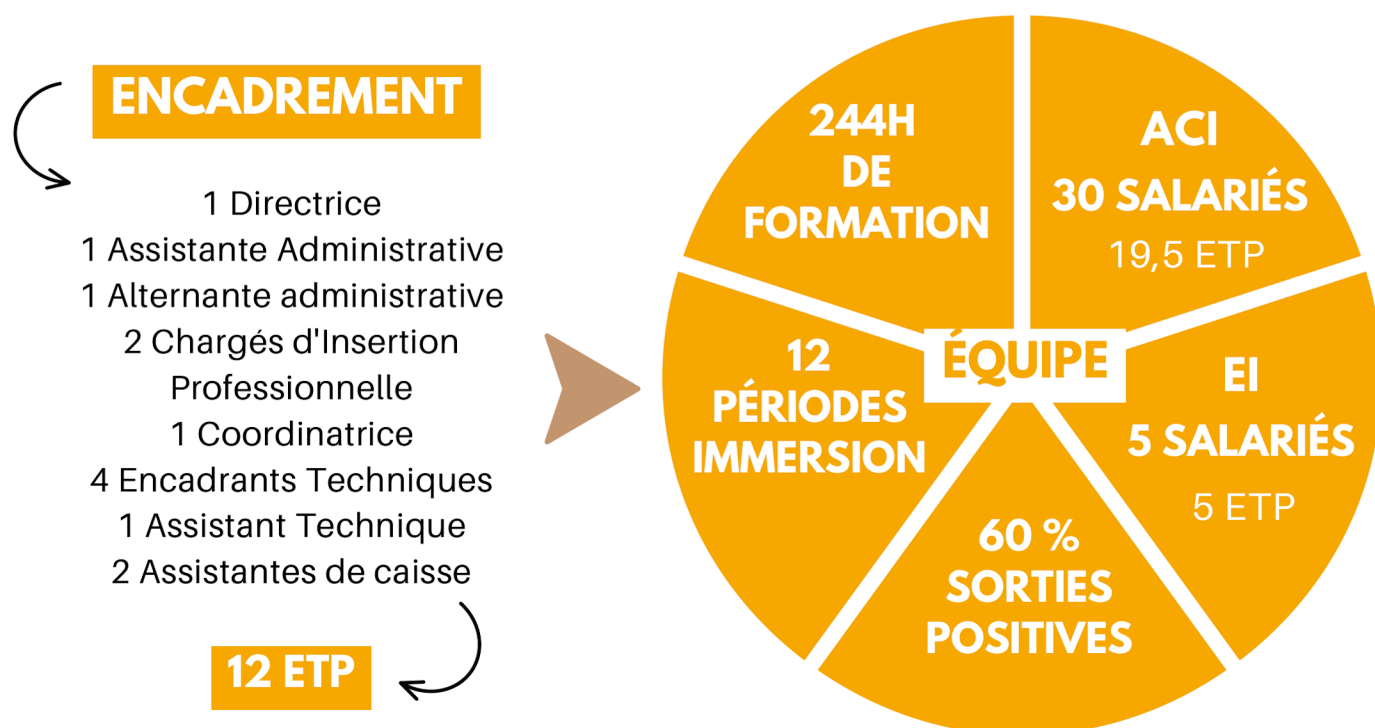 ENCADREMENT
1 Directrice
1 Assistante Administrative
1 Alternante administrative
2 Chargés d'Insertion
Professionnelle
1 Coordinatrice
4 Encadrants Techniques
1 Assistant Technique
2 Assistantes de caisse
12 ETP
ÉQUIPE
244H
DE
FORMATION
ACI
30 SALARIÉS
19,5 ETP
12
PÉRIODES
IMMERSION
EI
5 SALARIÉS
5 ETP
60 %
SORTIES
POSITIVES